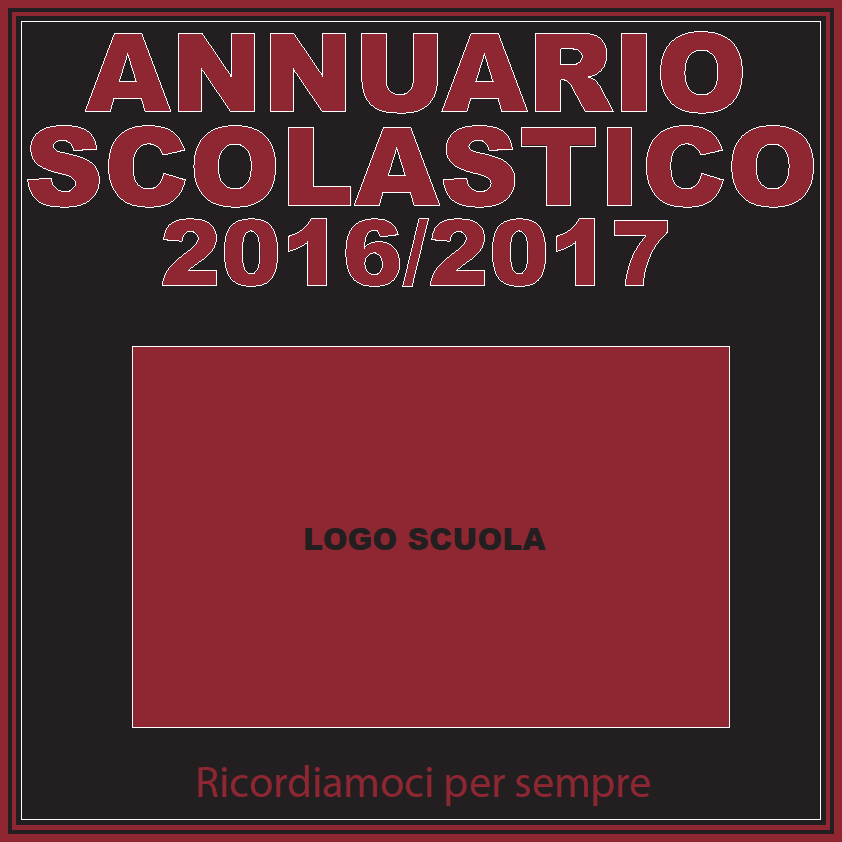 ANNUARIO
SCOLASTICO
2016/2017
LOGO SCUOLA
Ricordiamoci per sempre